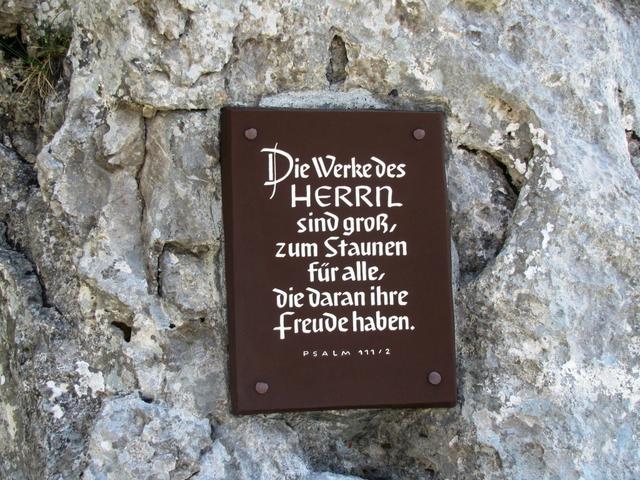 Die Werke des
HERRN
sind groß,
zum Staunen
für alle,
die daran ihre
Freude haben.
PSALM 111/2